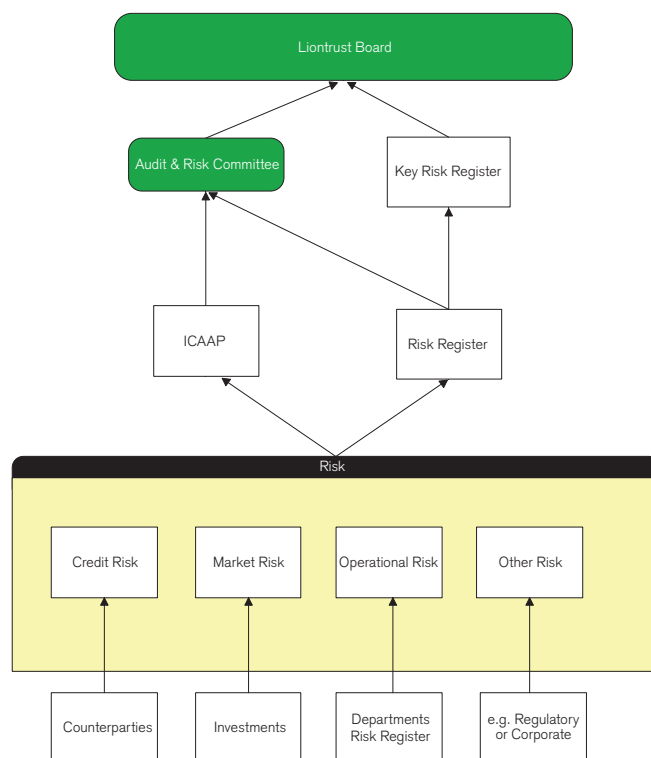 Liontrust Board
Audit & Risk Committee
Key Risk Register
ICAAP
Risk Register
Risk
Credit Risk
Market Risk
Operational Risk
Other Risk
Counterparties
Investments
Departments
Risk Register
e.g. Regulatory
or Corporate